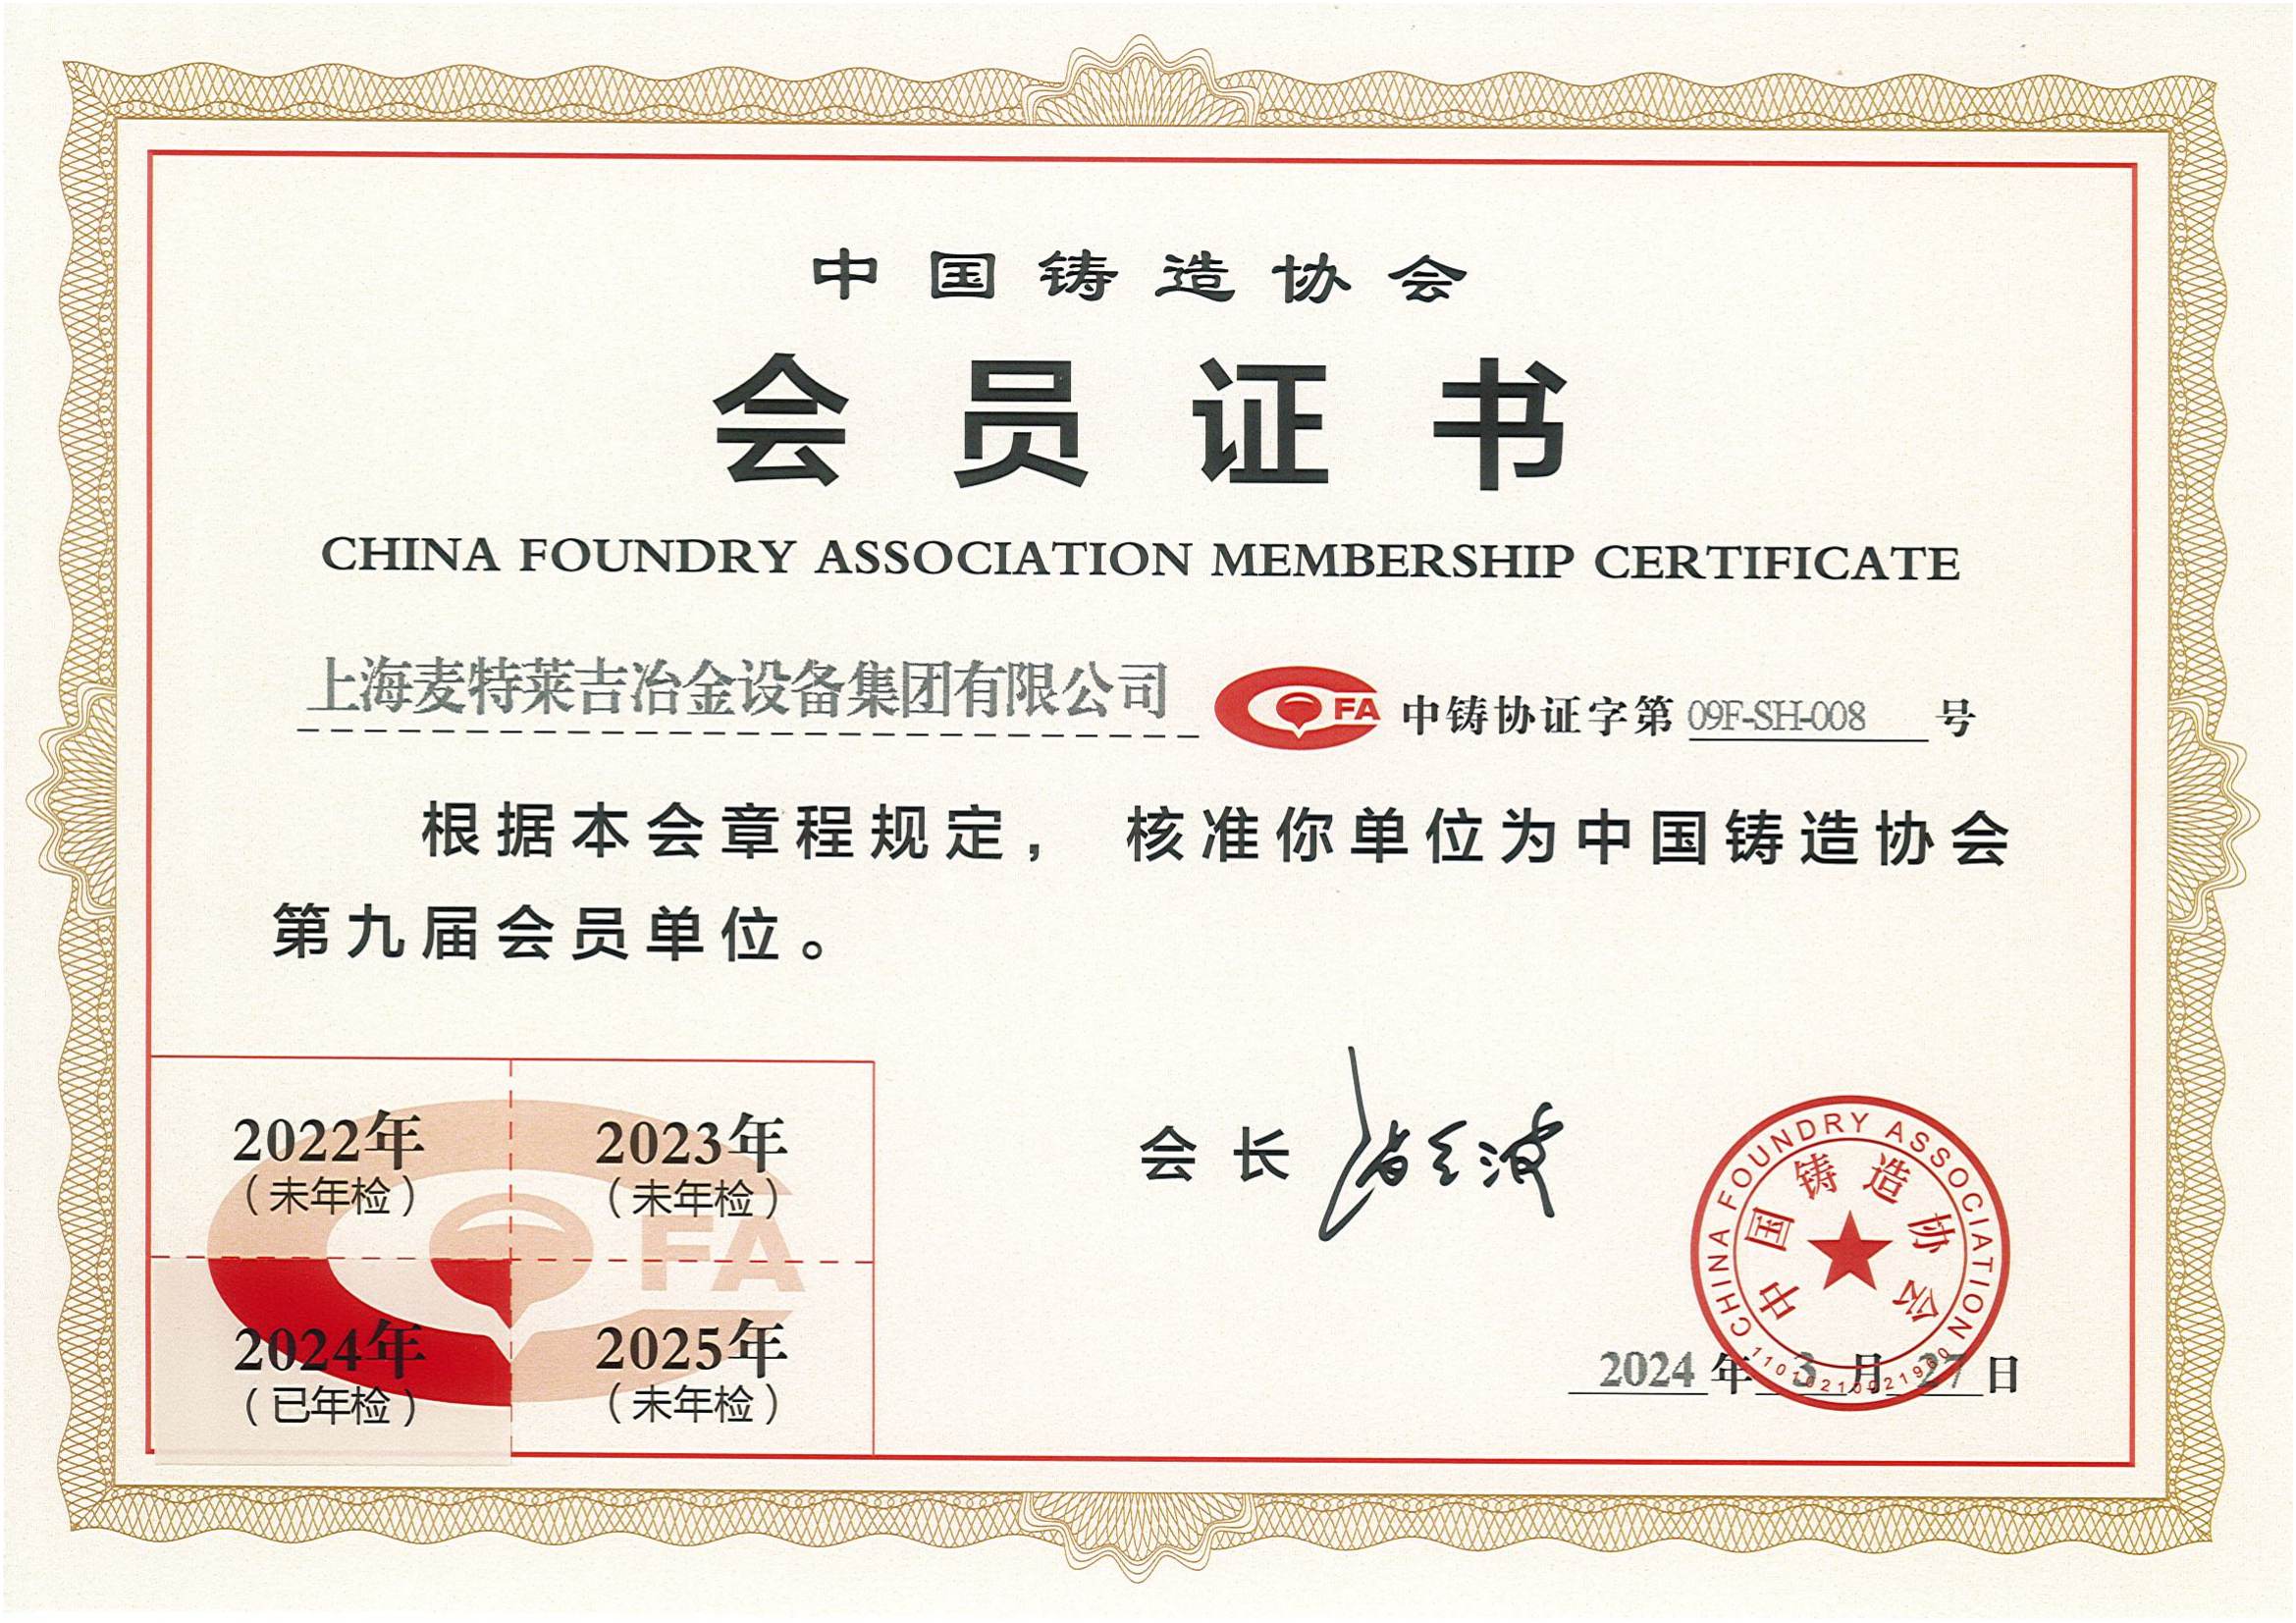 中国铸造协会
会员证书
CHINA FOUNDRY ASSOCIATION MEMBERSHIP CERTIFICATE
上海麦特莱吉冶金设备集团有限公司 CFA 中铸协证字第 09F-SH-008 号
根据本会章程规定， 核准你单位为中国铸造协会
第九届会员单位。
2022年 2023年
（未年检） （未年检）
FA
2024年 2025年
（已年检） （未年检）
会长
CHINA FOUNDRY ASSOCIATION
中国铸造协会
2024 年 3 月 27 日